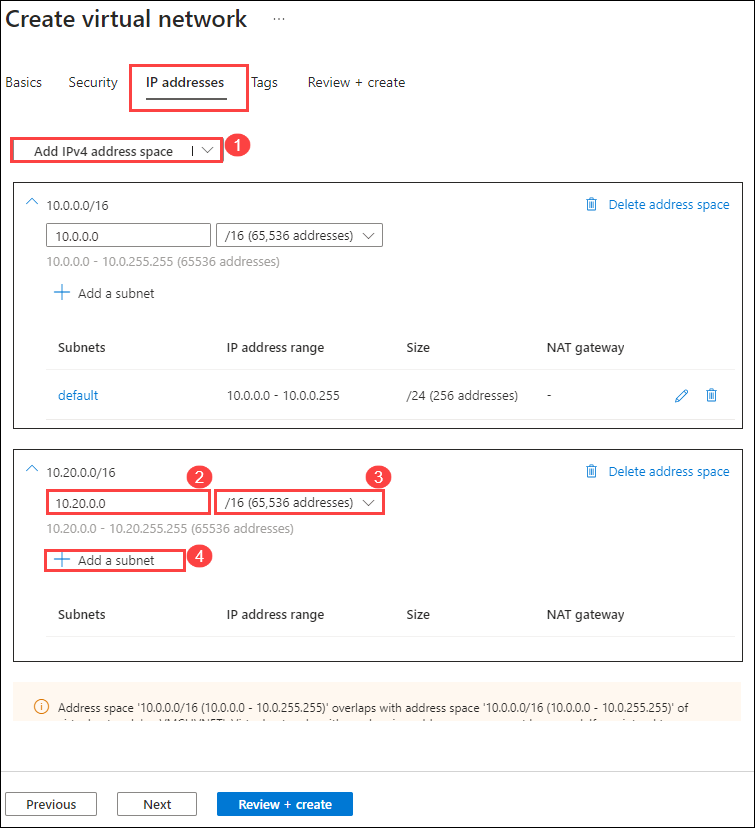 Create virtual network ...
Basics Security IP addresses Tags Review + create
Add IPv4 address space 1
10.0.0.0/16 Delete address space
10.0.0.0 /16 (65,536 addresses)
10.0.0.0 - 10.0.255.255 (65536 addresses)
+ Add a subnet
Subnets IP address range Size NAT gateway
default 10.0.0.0 - 10.0.0.255 /24 (256 addresses) -
10.20.0.0/16 2 3 Delete address space
10.20.0.0 /16 (65,536 addresses)
10.20.0.0 - 10.20.255.255 (65536 addresses)
+ Add a subnet 4
Subnets IP address range Size NAT gateway
Address space '10.0.0.0/16 (10.0.0.0 - 10.0.255.255)' overlaps with address space '10.0.0.0/16 (10.0.0.0 - 10.0.255.255)' of
Previous Next Review + create